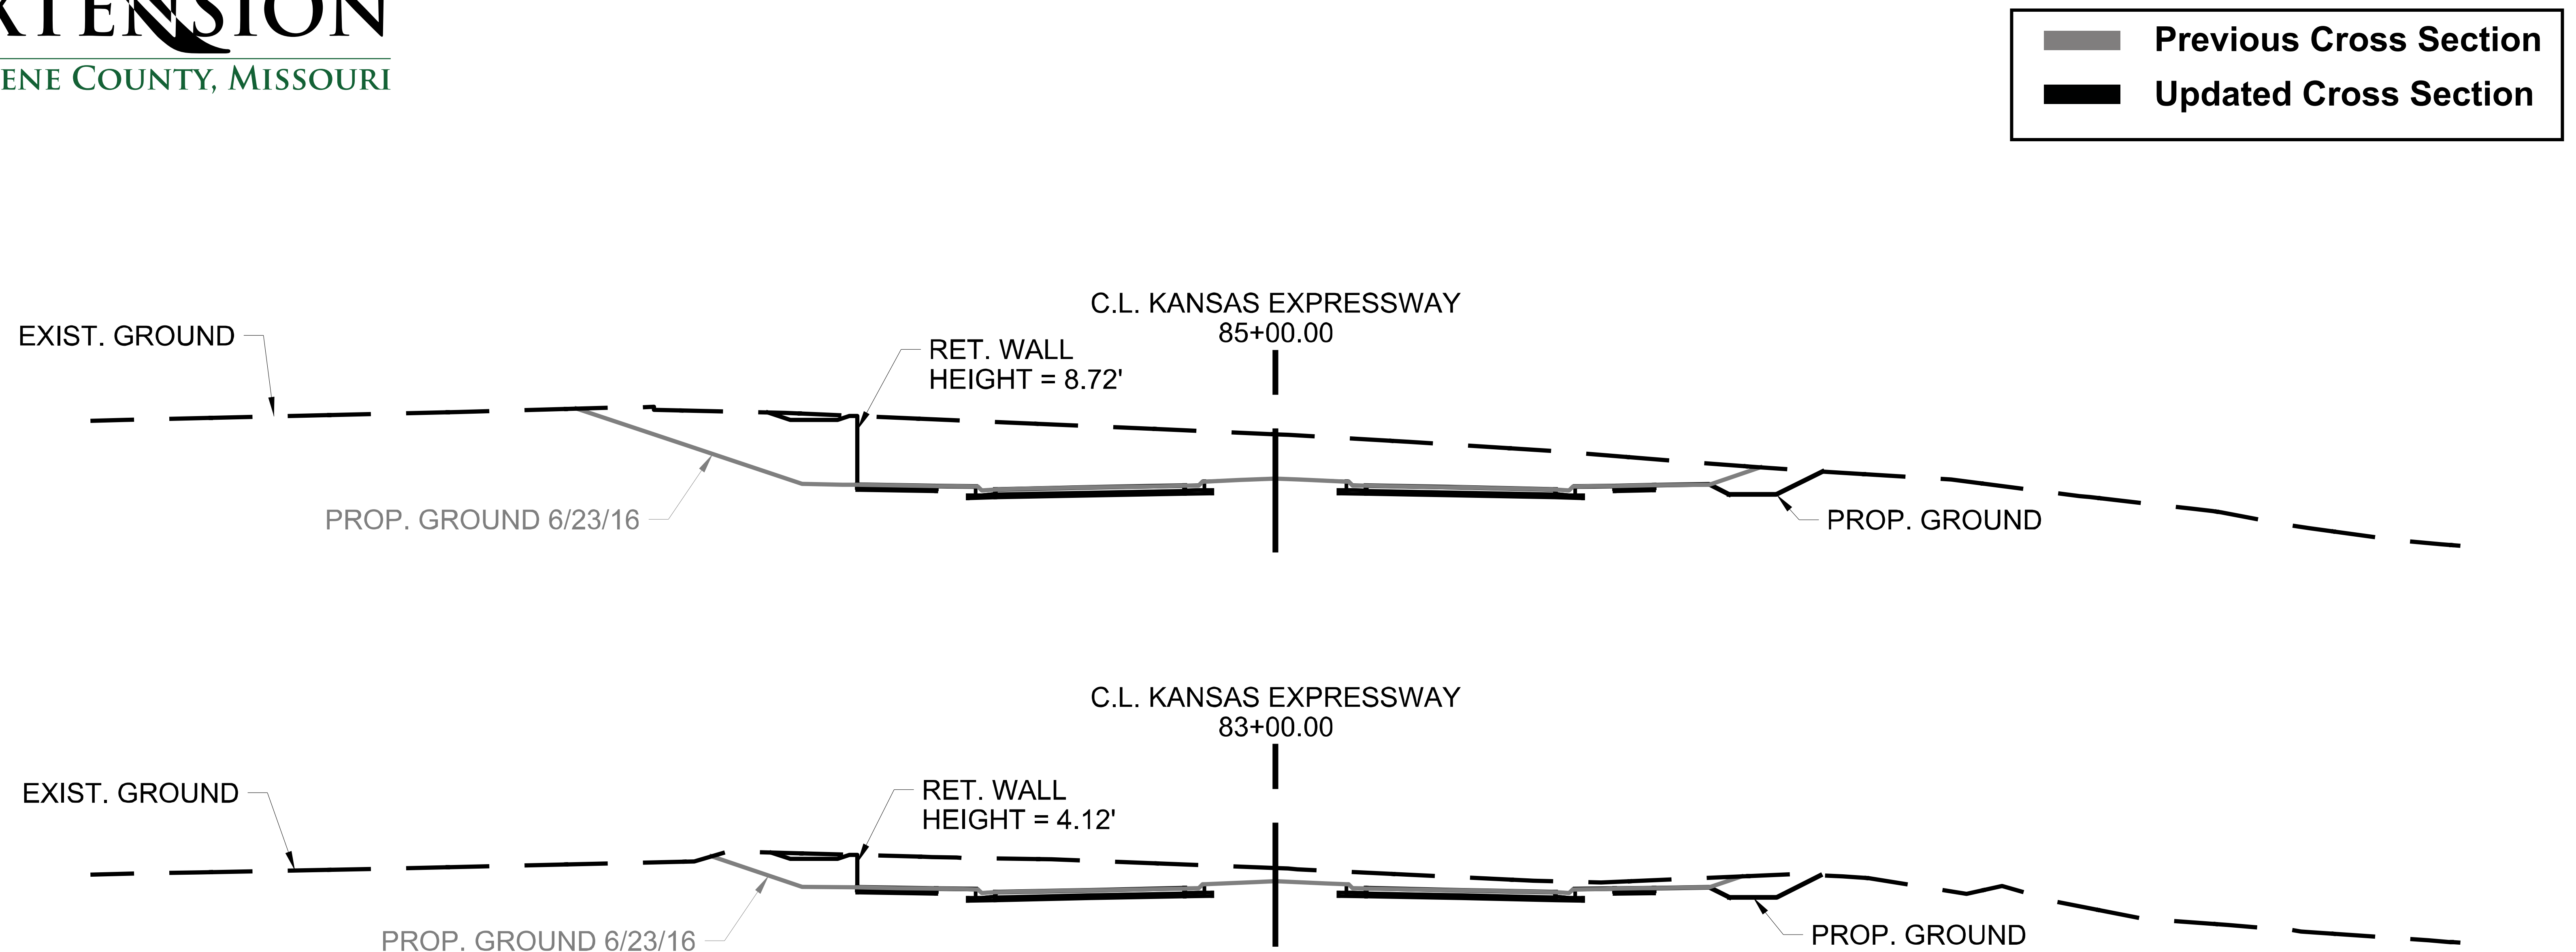 ENE COUNTY, MISSOURI
Previous Cross Section
Updated Cross Section
C.L. KANSAS EXPRESSWAY
85+00.00
EXIST. GROUND
RET. WALL
HEIGHT = 8.72'
PROP. GROUND 6/23/16
PROP. GROUND
C.L. KANSAS EXPRESSWAY
83+00.00
EXIST. GROUND
RET. WALL
HEIGHT = 4.12'
PROP. GROUND 6/23/16
PROP. GROUND